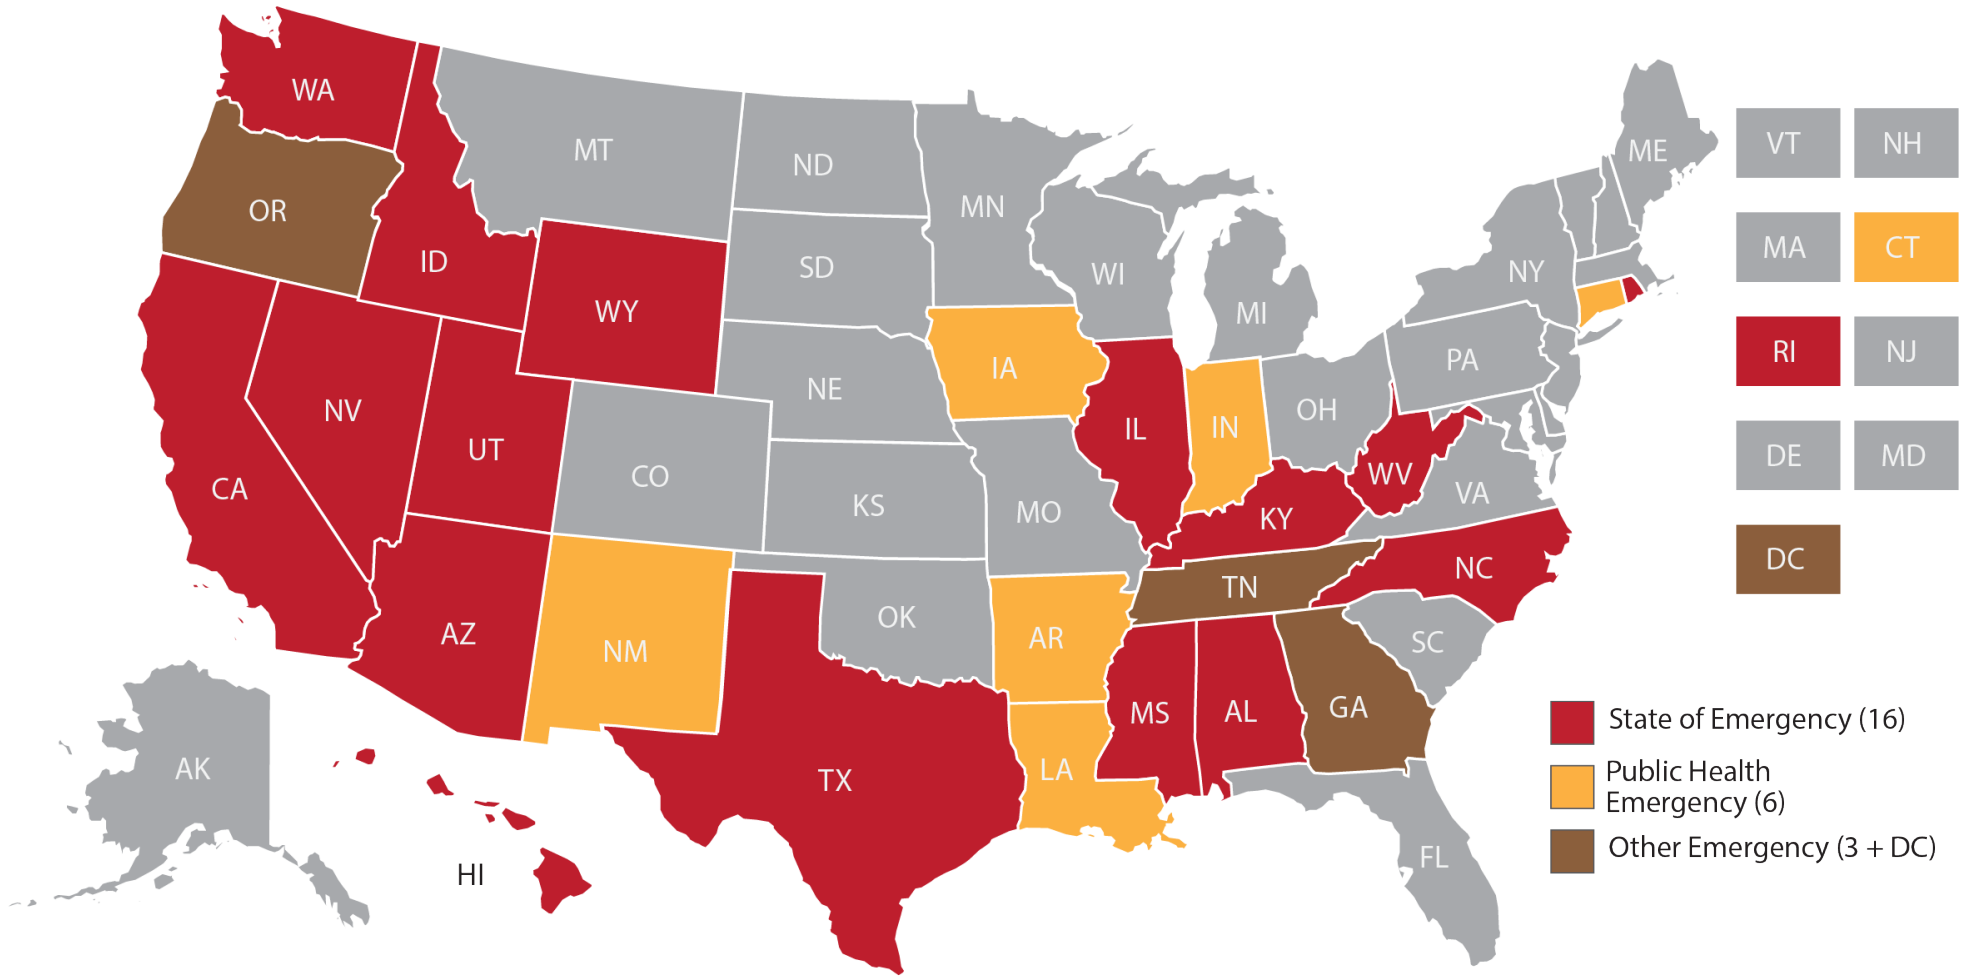 WA
MT
ND
MN
ME
VT
NH
OR
ID
SD
WI
NY
MA
CT
WY
MI
RI
NJ
NV
UT
NE
IA
PA
CA
CO
KS
MO
IL
IN
OH
WV
VA
DE
MD
KY
DC
AZ
NM
OK
AR
TN
NC
SC
TX
LA
MS
AL
GA
FL
AK
HI
State of Emergency (16)
Public Health
Emergency (6)
Other Emergency (3 + DC)